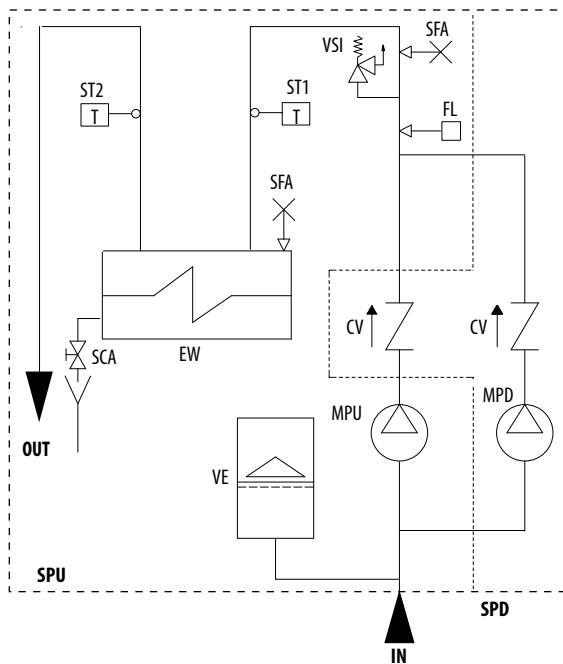 VSI
SFA
ST2
T
ST1
T
FL
SFA
CV
CV
SCA
EW
OUT
MPU
MPD
VE
SPU
SPD
IN